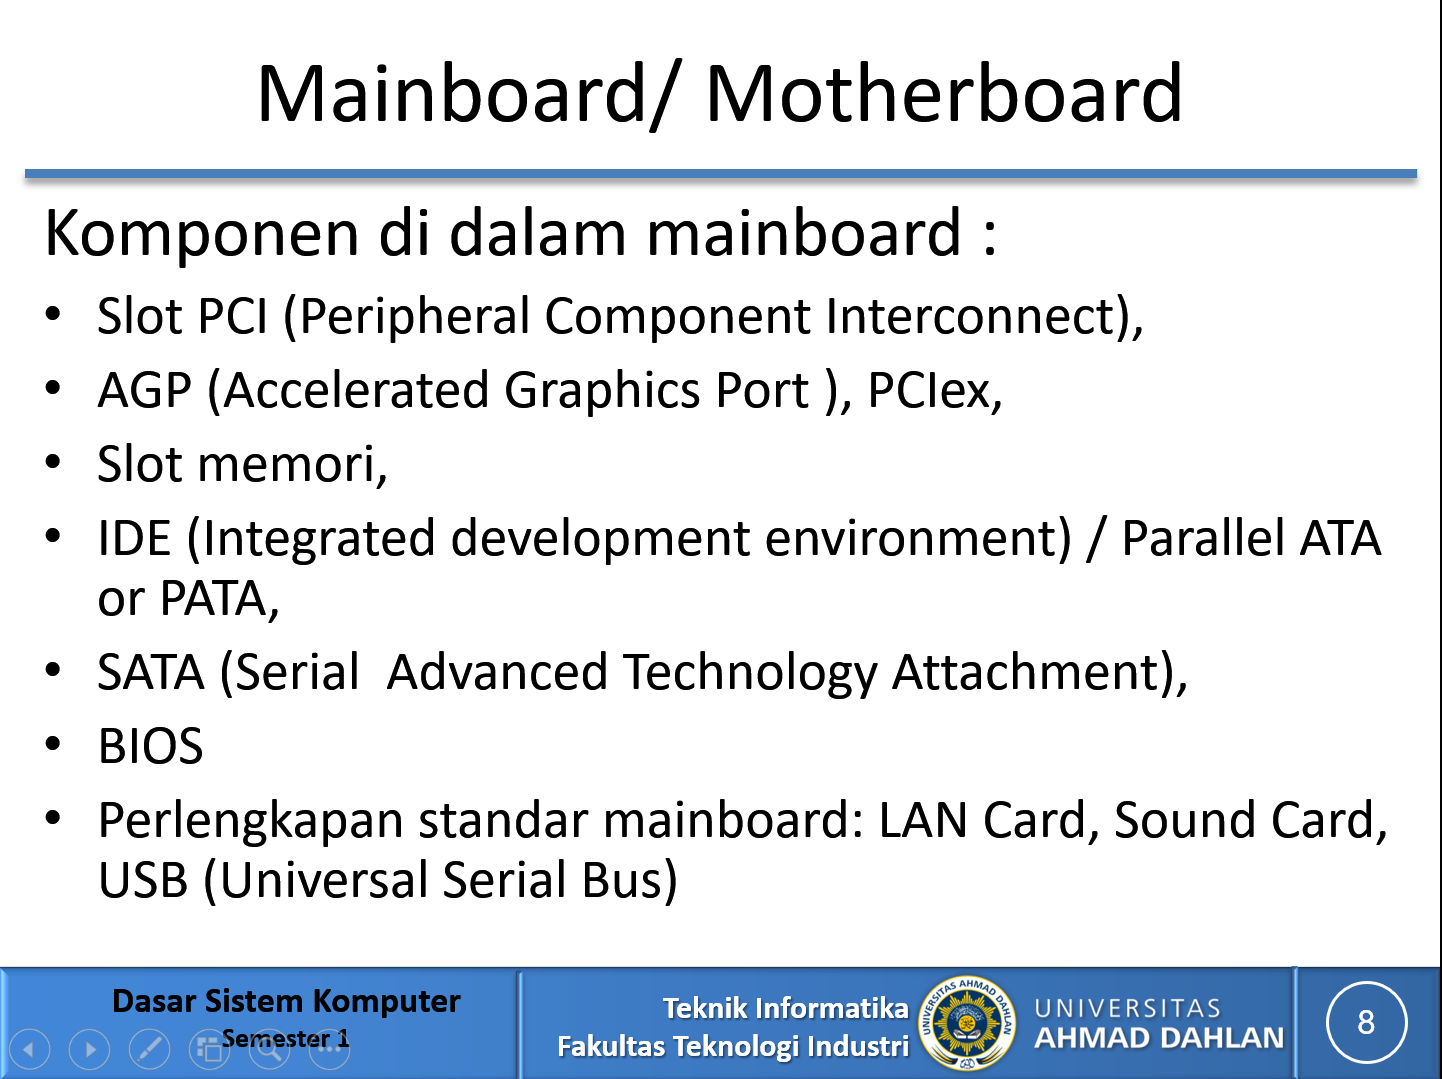 Mainboard/ Motherboard
Komponen di dalam mainboard :
• Slot PCI (Peripheral Component Interconnect),
• AGP (Accelerated Graphics Port ), PCIex,
• Slot memori,
• IDE (Integrated development environment) / Parallel ATA
or PATA,
• SATA (Serial  Advanced Technology Attachment),
• BIOS
• Perlengkapan standar mainboard: LAN Card, Sound Card,
USB (Universal Serial Bus)
Dasar Sistem Komputer
Semester 1
Teknik Informatika
Fakultas Teknologi Industri
UNIVERSITAS AHMAD DAHLAN
UNIVERSITAS
AHMAD DAHLAN
8